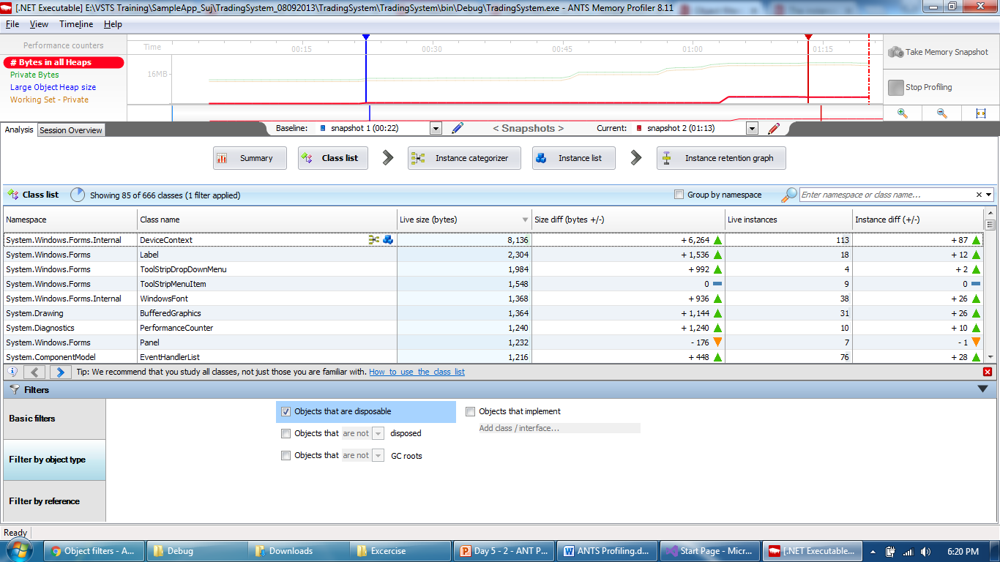 [.NET Executable] E:\VSTS Training\SampleApp_Suj\TradingSystem_08092013\TradingSystem\TradingSystem\bin\Debug\TradingSystem.exe - ANTS Memory Profiler 8.11
File View Timeline Help
Performance counters
# Bytes in all Heaps
Private Bytes
Large Object Heap size
Working Set - Private
Time 00:15 00:30 00:45 01:00 01:15
16MB
Take Memory Snapshot
Stop Profiling
Analysis Session Overview
Baseline: snapshot 1 (00:22) < Snapshots > Current: snapshot 2 (01:13)
Summary Class list Instance categorizer Instance list Instance retention graph
Class list Showing 85 of 666 classes (1 filter applied) Group by namespace Enter namespace or class name...
Namespace Class name Live size (bytes) Size diff (bytes +/-) Live instances Instance diff (+/-)
System.Windows.Forms.Internal DeviceContext 8,136 + 6,264 113 + 87
System.Windows.Forms Label 2,304 + 1,536 18 + 12
System.Windows.Forms ToolStripDropDownMenu 1,984 + 992 4 + 2
System.Windows.Forms ToolStripMenuItem 1,548 0 9 0
System.Windows.Forms.Internal WindowsFont 1,368 + 936 38 + 26
System.Drawing BufferedGraphics 1,364 + 1,144 31 + 26
System.Diagnostics PerformanceCounter 1,240 + 1,240 10 + 10
System.Windows.Forms Panel 1,232 - 176 7 - 1
System.ComponentModel EventHandlerList 1,216 + 448 76 + 28
Tip: We recommend that you study all classes, not just those you are familiar with. How to use the class list
Filters
Basic filters
Filter by object type
Filter by reference
Objects that are disposable
Objects that are not disposed
Objects that are not GC roots
Objects that implement
Add class / interface...
Ready
Object filters - A... Debug Downloads Excercise Day 5 - 2 - ANT P... ANTS Profiling.d... Start Page - Micr... [.NET Executable... 6:20 PM